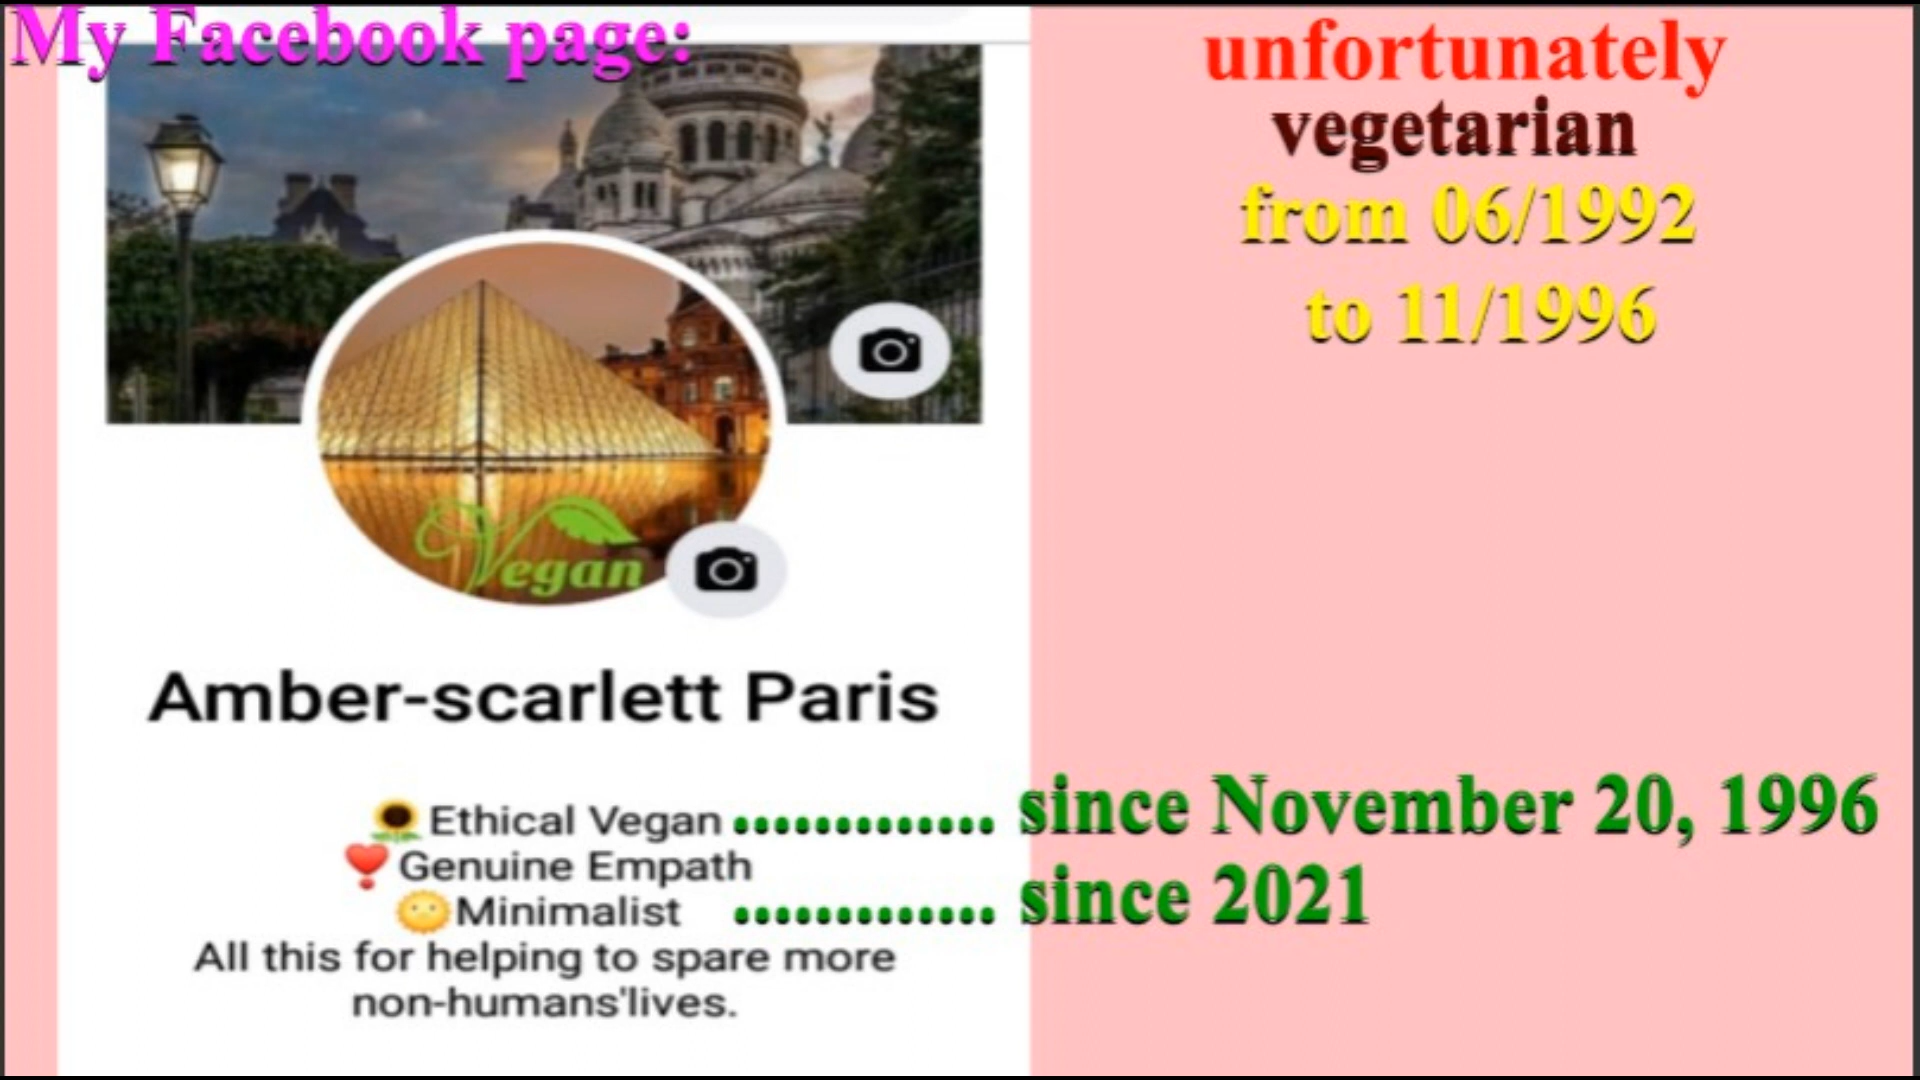 My Facebook page:
unfortunately
vegetarian
from 06/1992
to 11/1996
Vegan
Amber-scarlett Paris
🌻Ethical Vegan ............. since November 20, 1996
❣️Genuine Empath
😶Minimalist ............. since 2021
All this for helping to spare more
non-humans'lives.